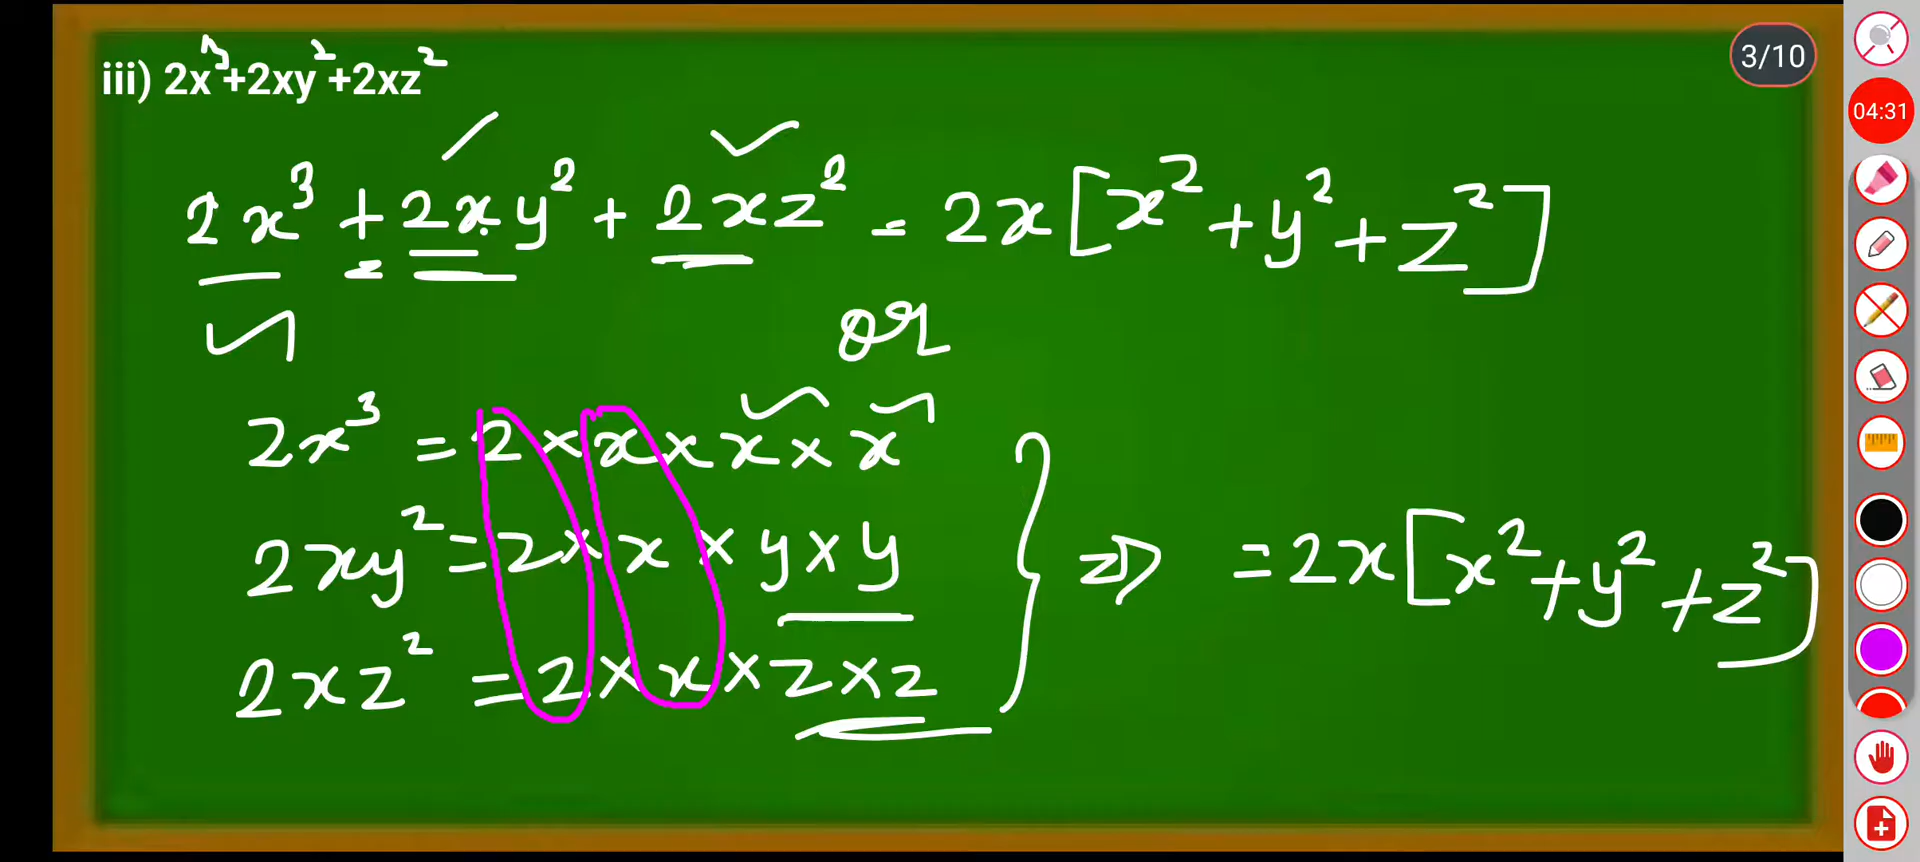 iii) 2x³+2xy²+2xz²
3/10
04:31
2x³ + 2xy² + 2xz² = 2x[x² + y² + z²]
or
2x³ = 2 × x × x × x
2xy² = 2 × x × y × y
⇒ = 2x[x² + y² + z²]
2xz² = 2 × x × z × z